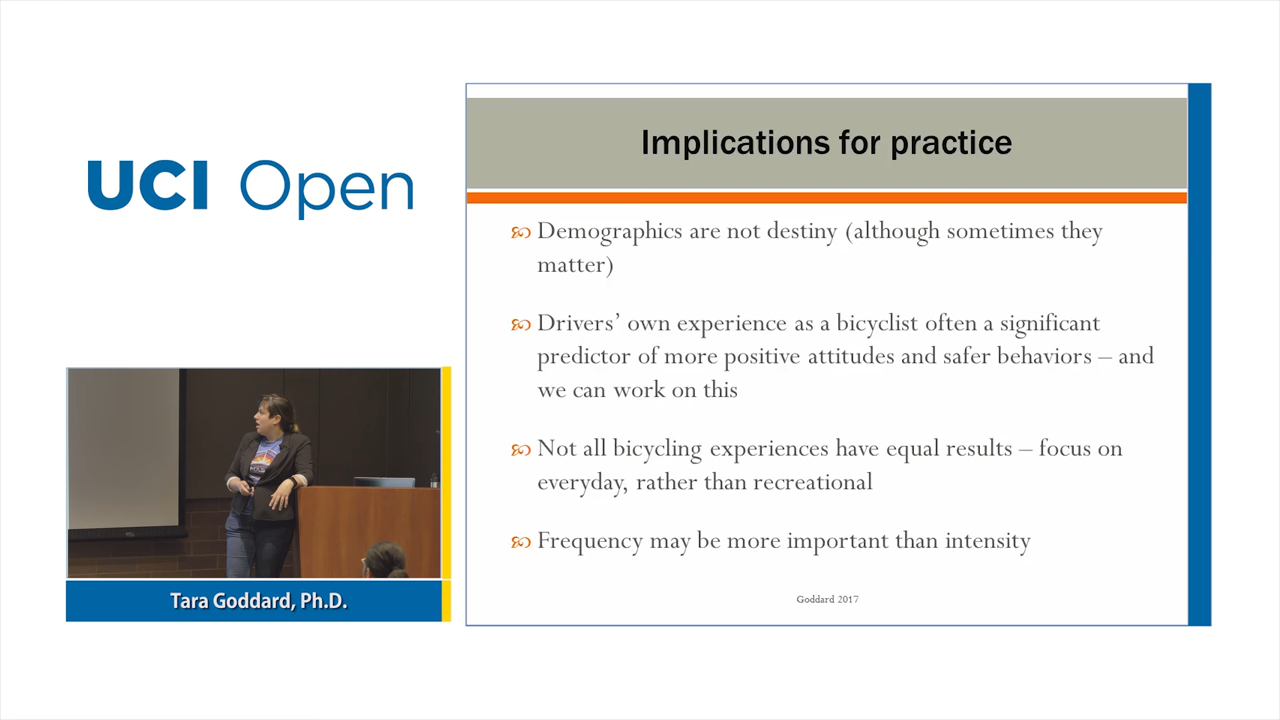 UCI Open
Implications for practice
Demographics are not destiny (although sometimes they
matter)
Drivers’ own experience as a bicyclist often a significant
predictor of more positive attitudes and safer behaviors – and
we can work on this
Not all bicycling experiences have equal results – focus on
everyday, rather than recreational
Frequency may be more important than intensity
Goddard 2017
Tara Goddard, Ph.D.